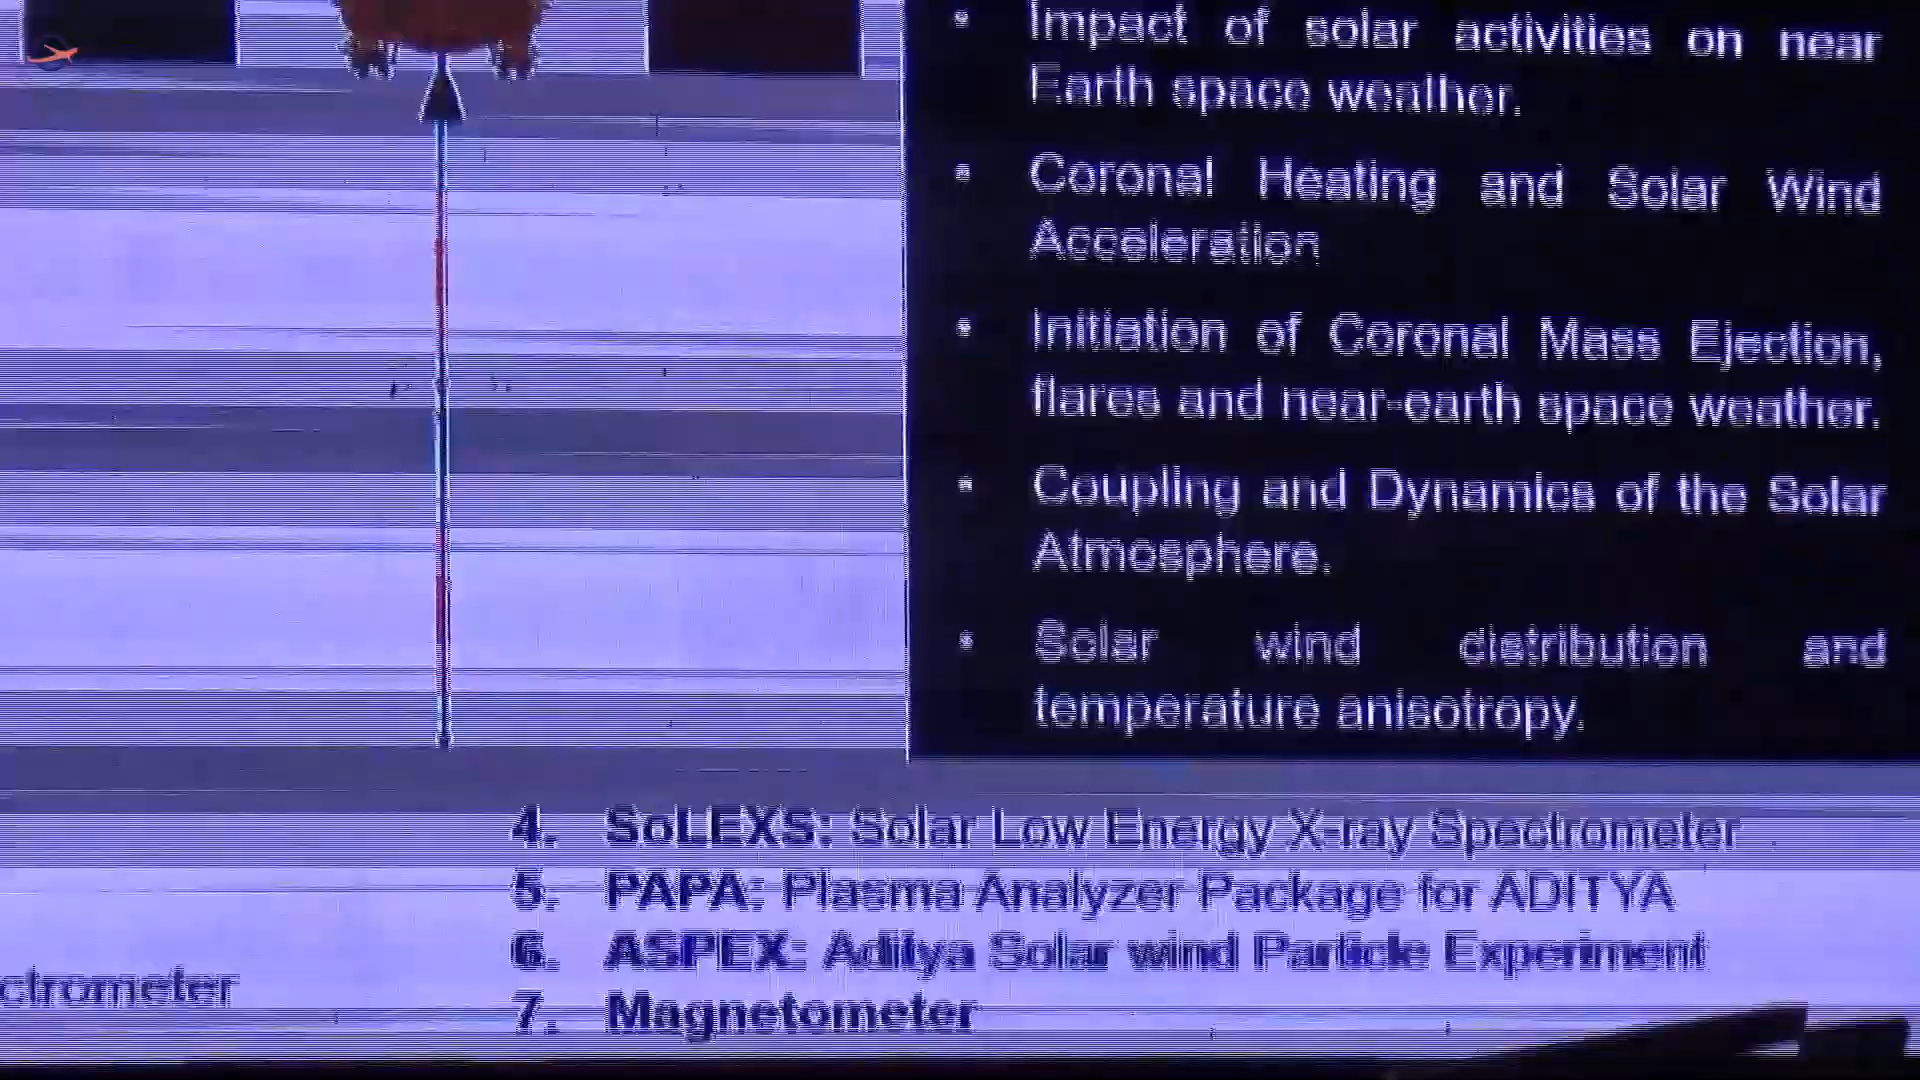 • Impact of solar activities on near
Earth space weather.
• Coronal Heating and Solar Wind
Acceleration
• Initiation of Coronal Mass Ejection,
flares and near-earth space weather.
• Coupling and Dynamics of the Solar
Atmosphere.
• Solar wind distribution and
temperature anisotropy.
4. SoLEXS: Solar Low Energy X-ray Spectrometer
5. PAPA: Plasma Analyzer Package for ADITYA
6. ASPEX: Aditya Solar wind Particle Experiment
7. Magnetometer
ctrometer